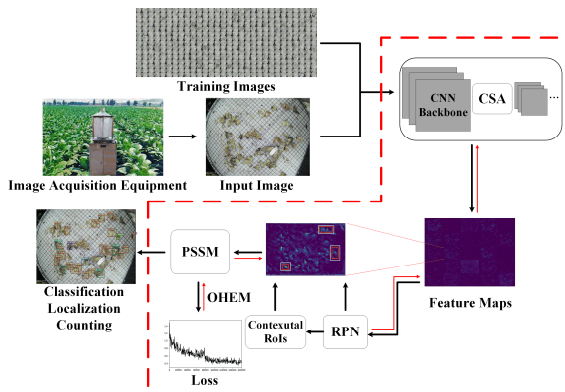 Training Images
CNN
Backbone
CSA
...
Image Acquisition Equipment
Input Image
PSSM
Classification
Localization
Counting
OHEM
Feature Maps
Contexutal
RoIs
RPN
Loss